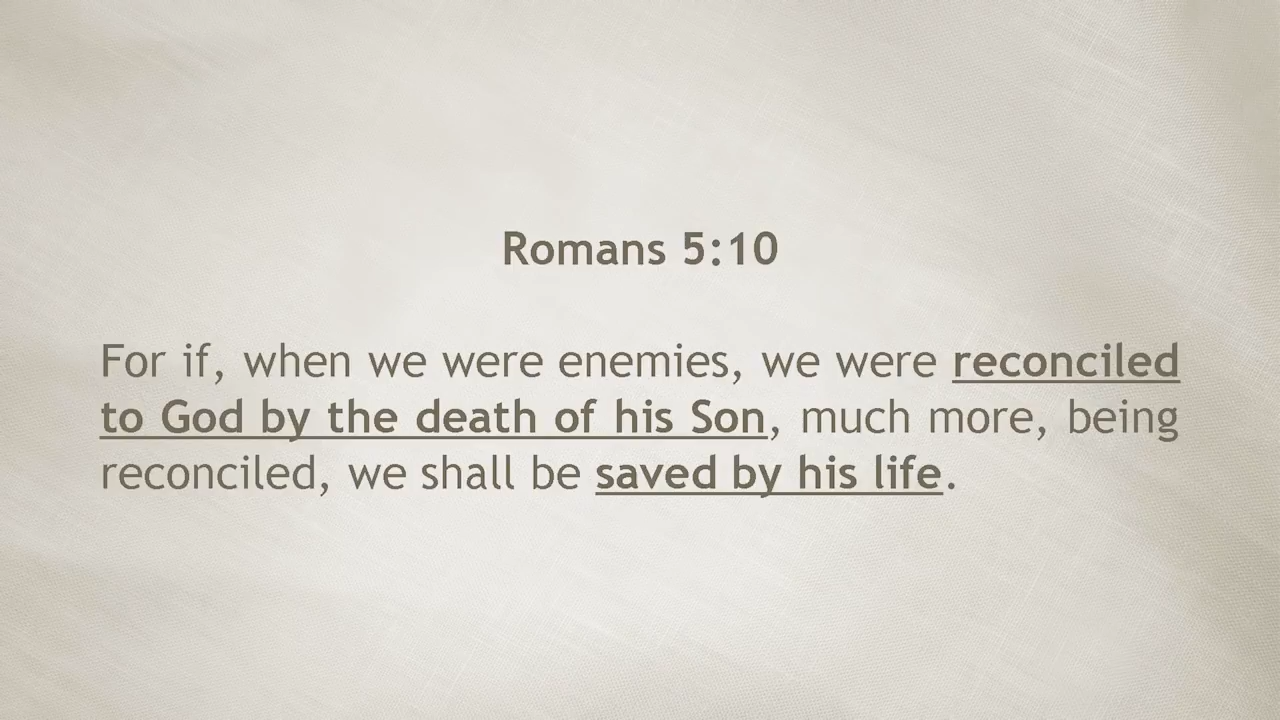 Romans 5:10
For if, when we were enemies, we were reconciled
to God by the death of his Son, much more, being
reconciled, we shall be saved by his life.